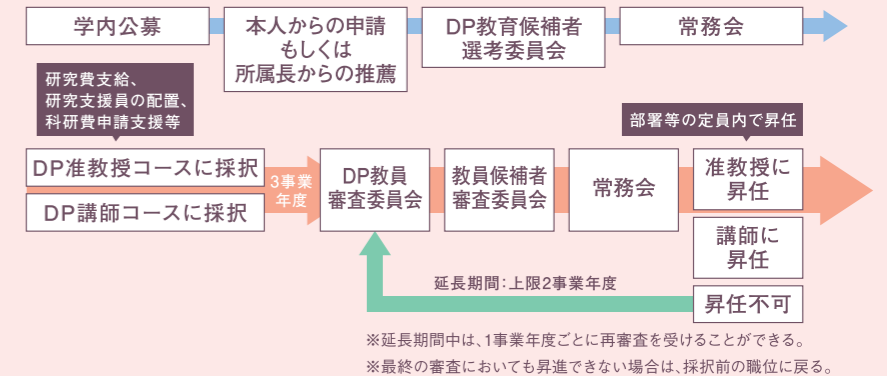 学内公募
本人からの申請
もしくは
所属長からの推薦
DP教育候補者
選考委員会
常務会
研究費支給、
研究支援員の配置、
科研費申請支援等
部署等の定員内で昇任
DP准教授コースに採択
DP講師コースに採択
3事業
年度
DP教員
審査委員会
教員候補者
審査委員会
常務会
准教授に
昇任
講師に
昇任
昇任不可
延長期間：上限2事業年度
※延長期間中は、1事業年度ごとに再審査を受けることができる。
※最終の審査においても昇進できない場合は、採択前の職位に戻る。